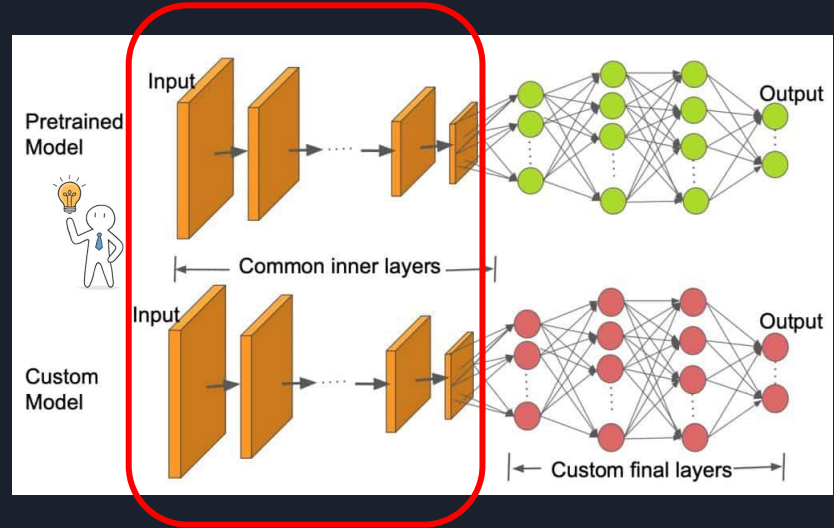 Input
Pretrained
Model
Output
Common inner layers
Input
Output
Custom
Model
Custom final layers